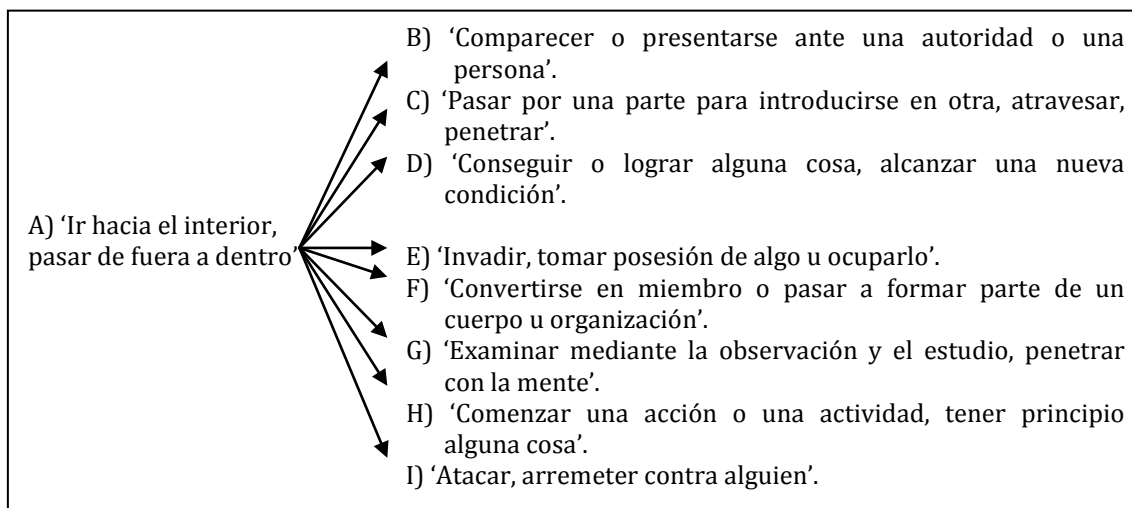 B) ‘Comparecer o presentarse ante una autoridad o una
persona’.
C) ‘Pasar por una parte para introducirse en otra, atravesar,
penetrar’.
D) ‘Conseguir o lograr alguna cosa, alcanzar una nueva
condición’.
A) ‘Ir hacia el interior,
pasar de fuera a dentro’
E) ‘Invadir, tomar posesión de algo u ocuparlo’.
F) ‘Convertirse en miembro o pasar a formar parte de un
cuerpo u organización’.
G) ‘Examinar mediante la observación y el estudio, penetrar
con la mente’.
H) ‘Comenzar una acción o una actividad, tener principio
alguna cosa’.
I) ‘Atacar, arremeter contra alguien’.